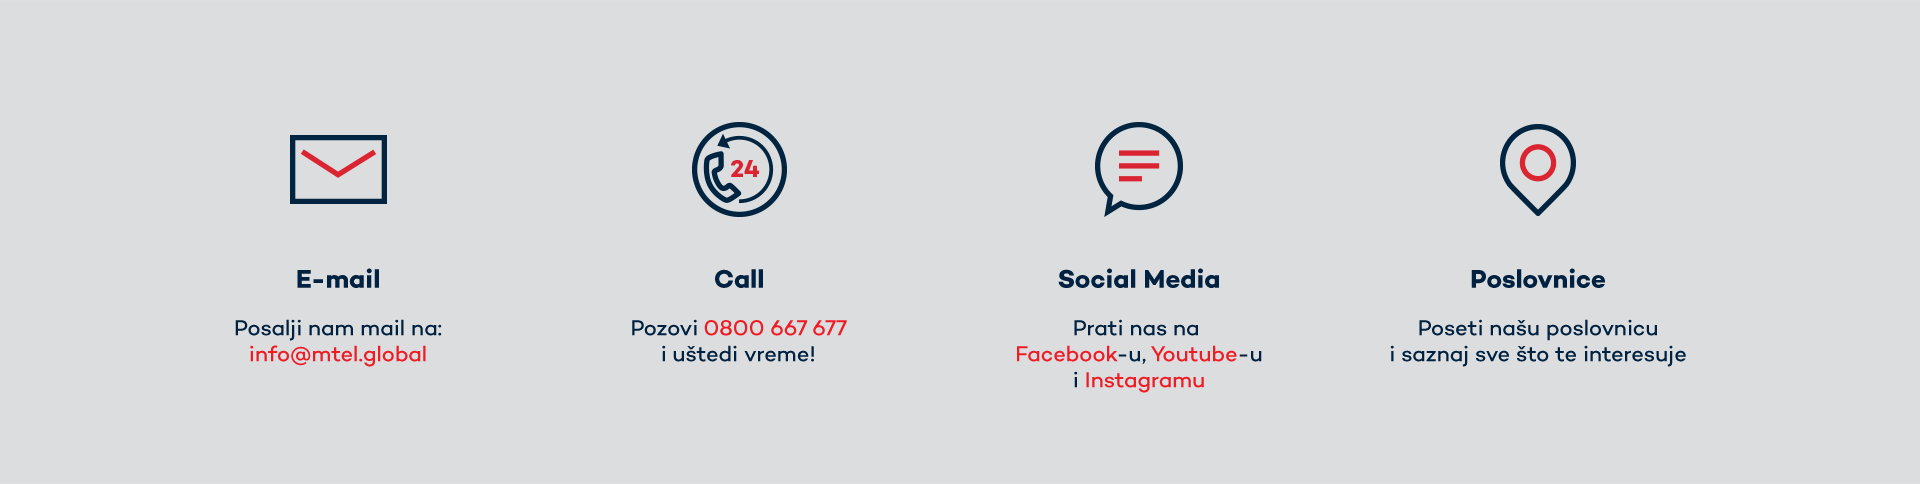 24
E-mail
Posalji nam mail na:
info@mtel.global
Call
Pozovi 0800 667 677
i uštedi vreme!
Social Media
Prati nas na
Facebook-u, Youtube-u
i Instagramu
Poslovnice
Poseti našu poslovnicu
i saznaj sve što te interesuje